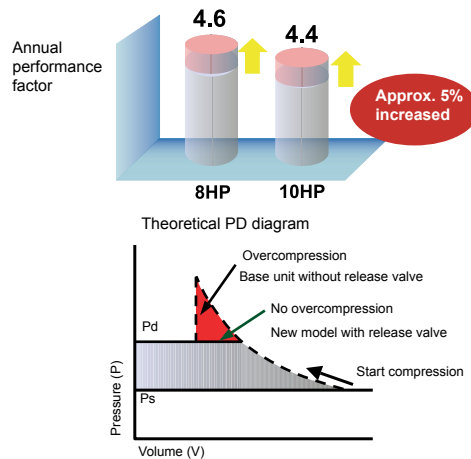 Annual
performance
factor
4.6
4.4
Approx. 5%
increased
8HP
10HP
Theoretical PD diagram
Overcompression
Base unit without release valve
No overcompression
New model with release valve
Pd
Start compression
Ps
Pressure (P)
Volume (V)